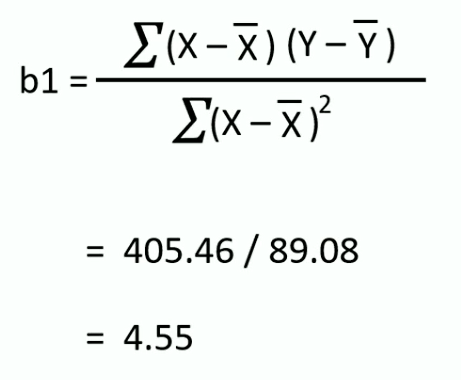 ∑(X – X̅) (Y – Y̅)
b1 =
∑(X – X̅)²
= 405.46 / 89.08
= 4.55